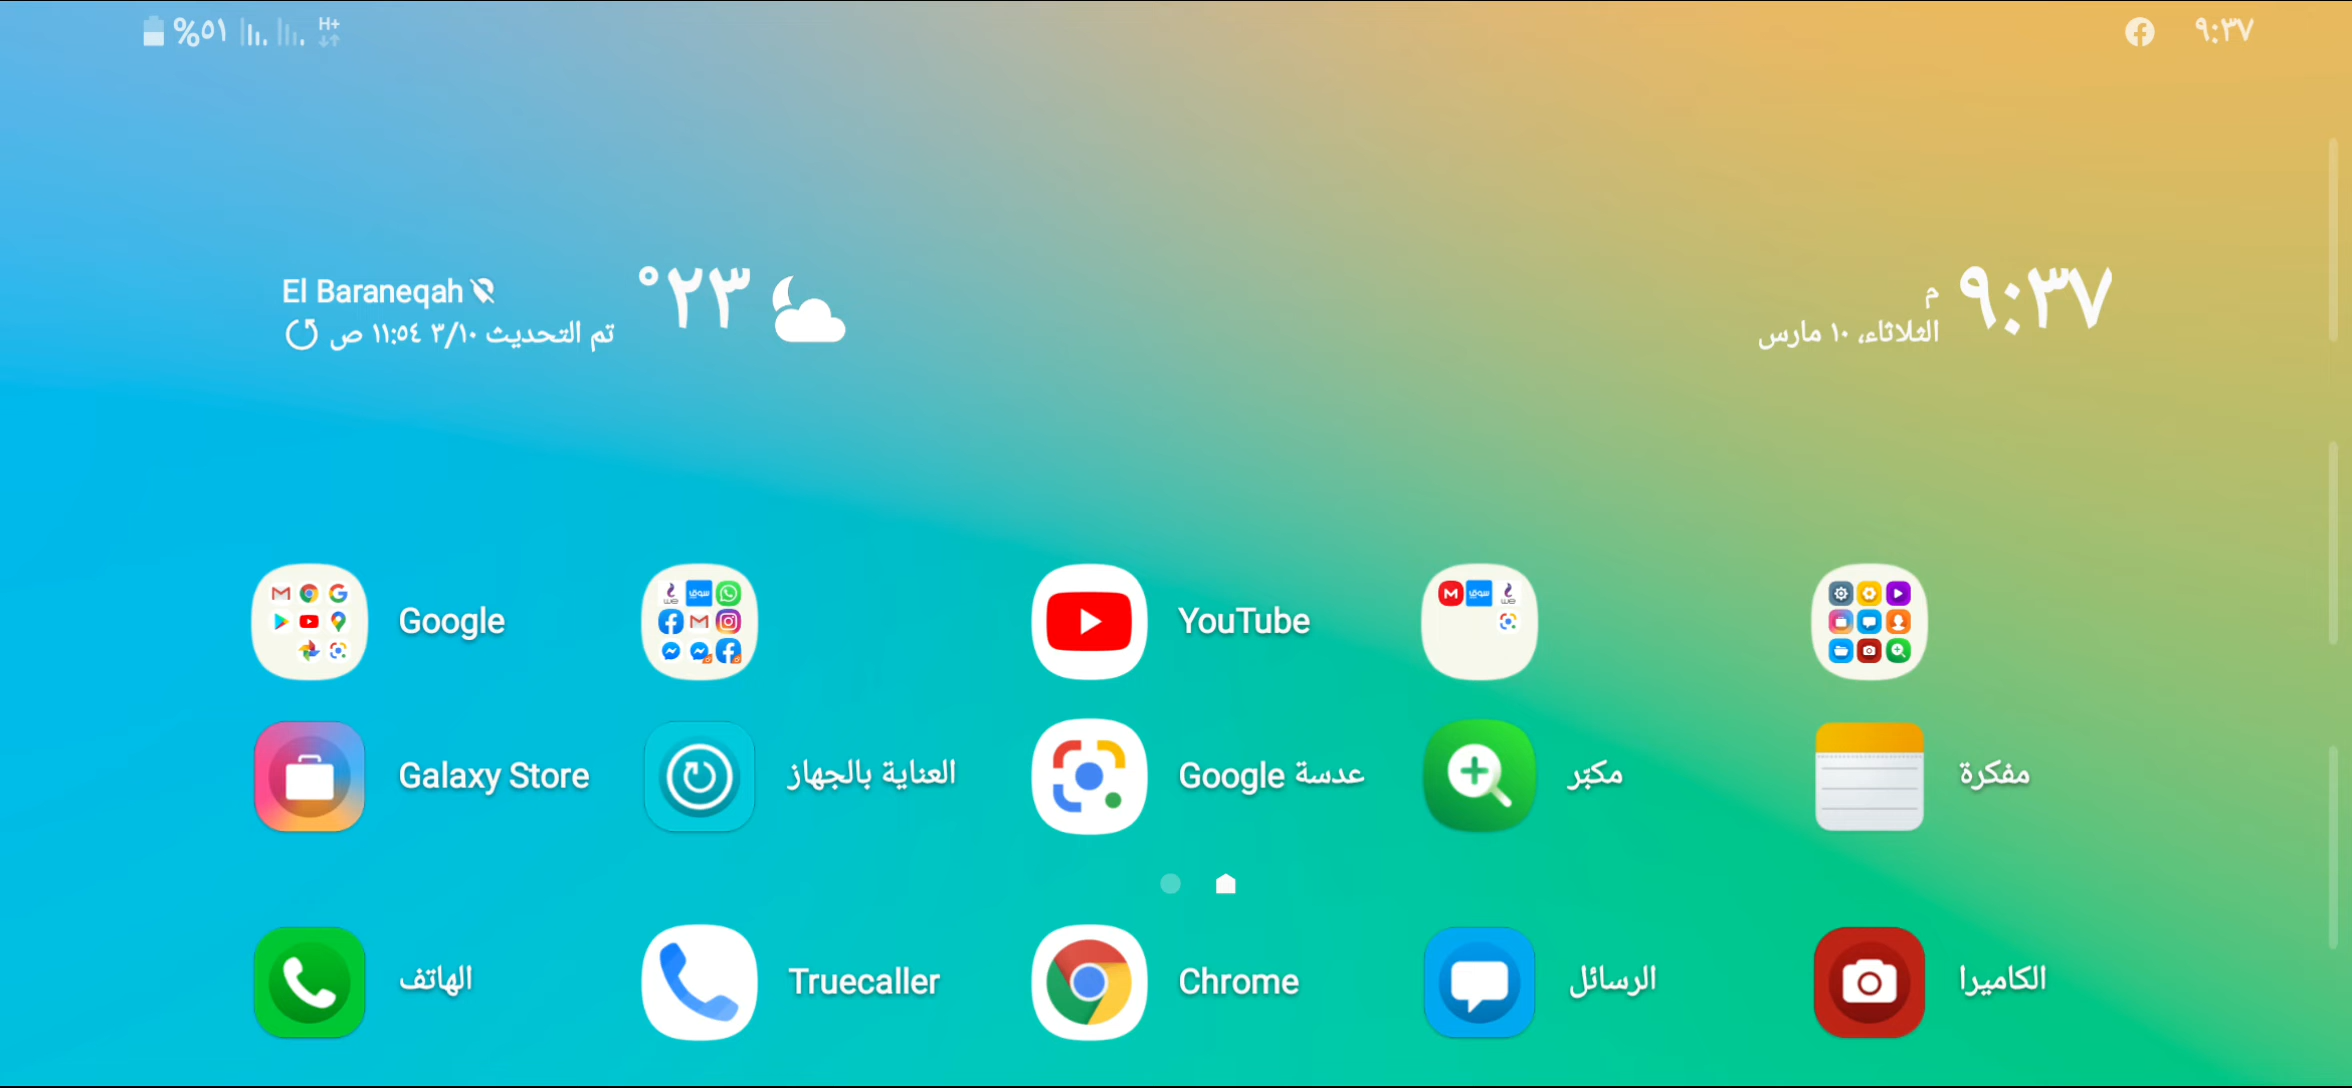 ٩:٣٧
H+
%٥١
٩:٣٧ م
الثلاثاء، ١٠ مارس
٢٣°
El Baraneqah
تم التحديث ٣/١٠ ١١:٥٤ ص
Google
YouTube
Galaxy Store
العناية بالجهاز
عدسة Google
مكبّر
مفكرة
الهاتف
Truecaller
Chrome
الرسائل
الكاميرا